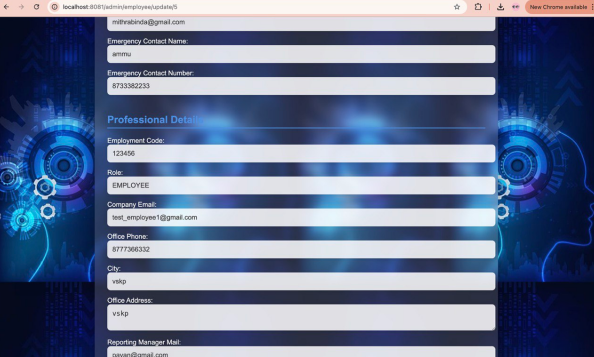 localhost:8081/admin/employee/update/5
New Chrome available
mithrabinda@gmail.com
Emergency Contact Name:
ammu
Emergency Contact Number:
8733382233
Professional Details
Employment Code:
123456
Role:
EMPLOYEE
Company Email:
test_employee1@gmail.com
Office Phone:
8777366332
City:
vskp
Office Address:
vskp
Reporting Manager Mail:
pavan@gmail.com